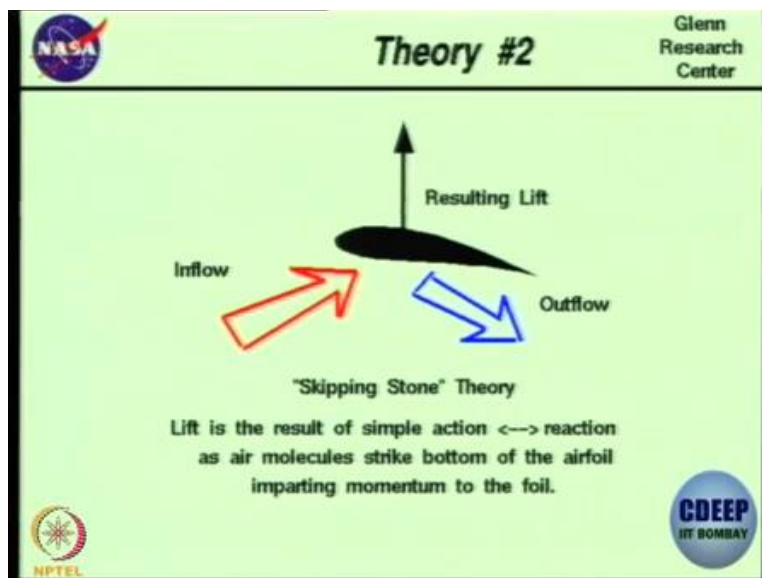 NASA
Theory #2
Glenn
Research
Center
Resulting Lift
Inflow
Outflow
"Skipping Stone" Theory
Lift is the result of simple action <--> reaction
as air molecules strike bottom of the airfoil
imparting momentum to the foil.
CDEEP
IIT BOMBAY
NPTEL